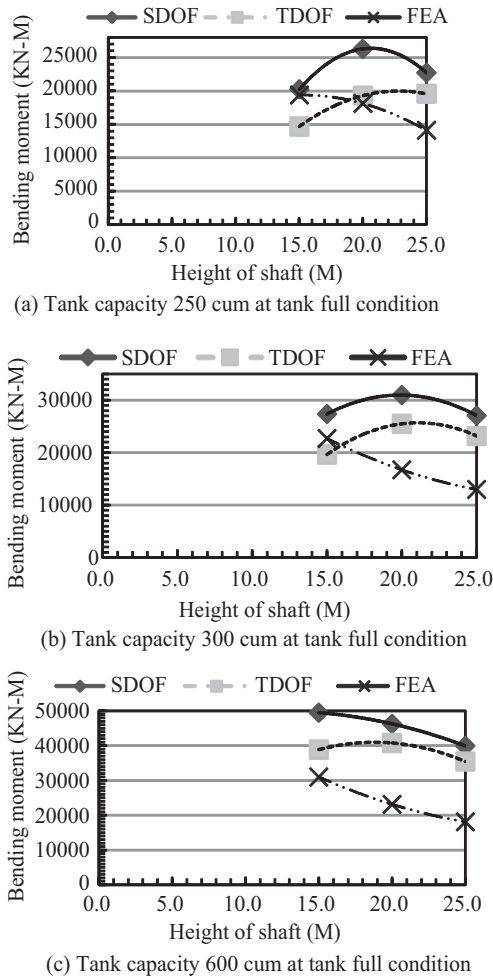 SDOF TDOF FEA
Bending moment (KN-M)
25000
20000
15000
10000
5000
0
0.0 5.0 10.0 15.0 20.0 25.0
Height of shaft (M)
(a) Tank capacity 250 cum at tank full condition
SDOF TDOF FEA
Bending moment (KN-M)
30000
20000
10000
0
0.0 5.0 10.0 15.0 20.0 25.0
Height of shaft (M)
(b) Tank capacity 300 cum at tank full condition
SDOF TDOF FEA
Bending moment (KN-M)
50000
40000
30000
20000
10000
0
0.0 5.0 10.0 15.0 20.0 25.0
Height of shaft (M)
(c) Tank capacity 600 cum at tank full condition